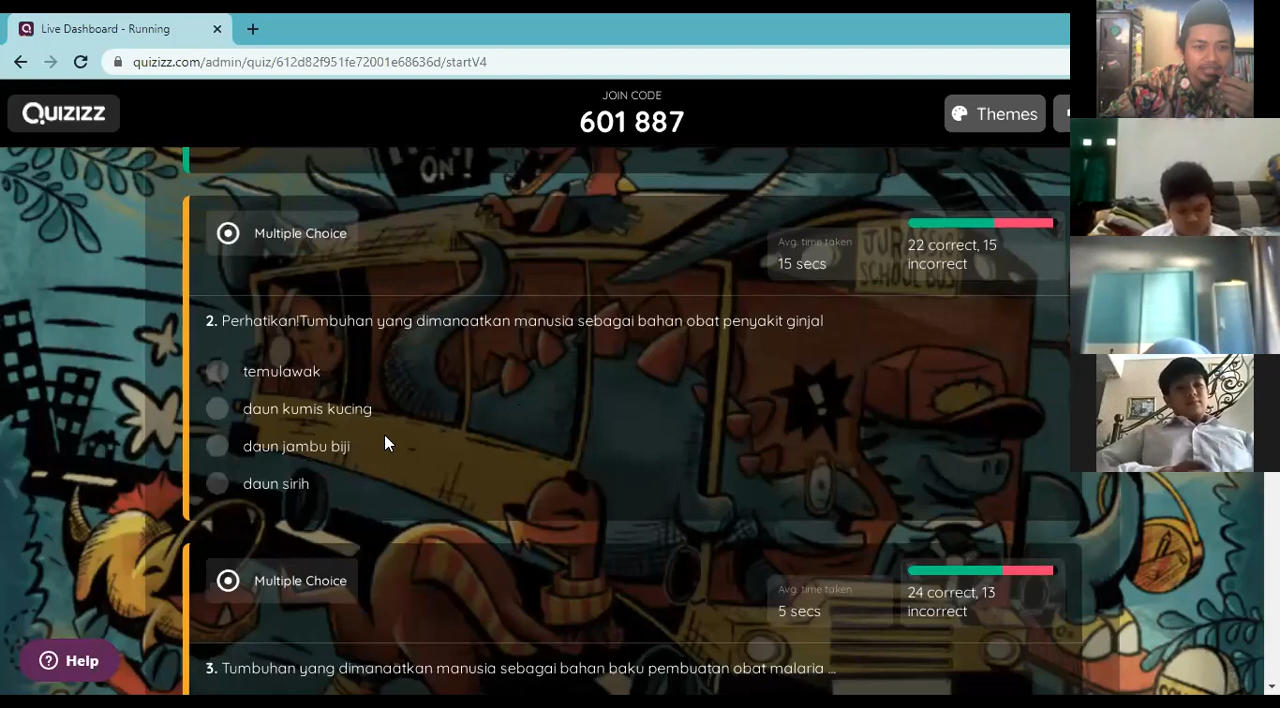 Live Dashboard - Running
quizizz.com/admin/quiz/612d82f951fe72001e68636d/startV4
QUIZIZZ
JOIN CODE
601 887
Themes
ON!
Multiple Choice
Avg. time taken
15 secs
22 correct, 15
incorrect
SCHOOL BUS
2. Perhatikan!Tumbuhan yang dimanaatkan manusia sebagai bahan obat penyakit ginjal
temulawak
daun kumis kucing
daun jambu biji
daun sirih
Multiple Choice
Avg. time taken
5 secs
24 correct, 13
incorrect
3. Tumbuhan yang dimanaatkan manusia sebagai bahan baku pembuatan obat malaria ...
Help